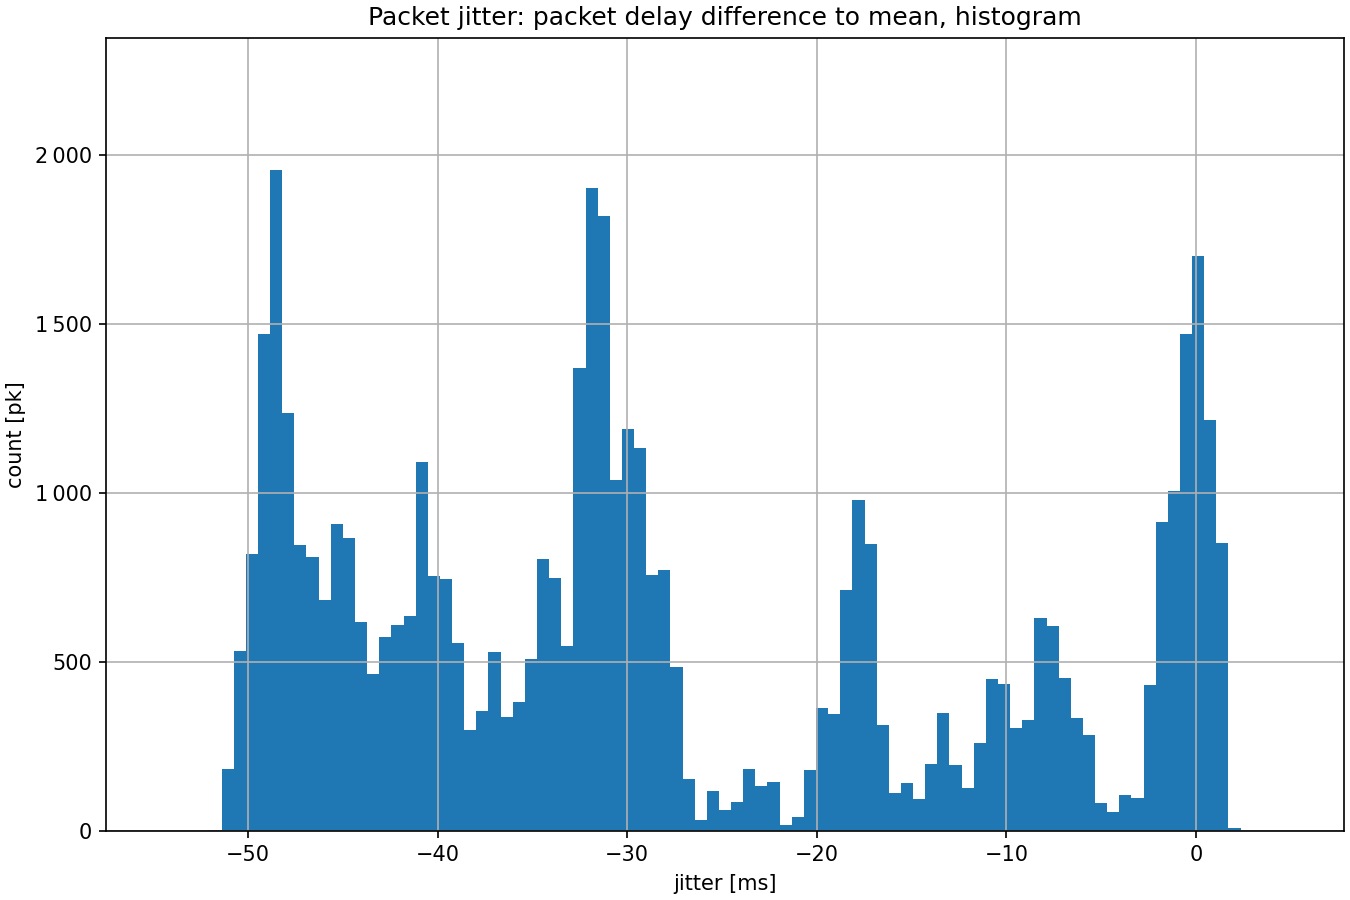 Packet jitter: packet delay difference to mean, histogram
count [pk]
2 000
1 500
1 000
500
0
−50 −40 −30 −20 −10 0
jitter [ms]